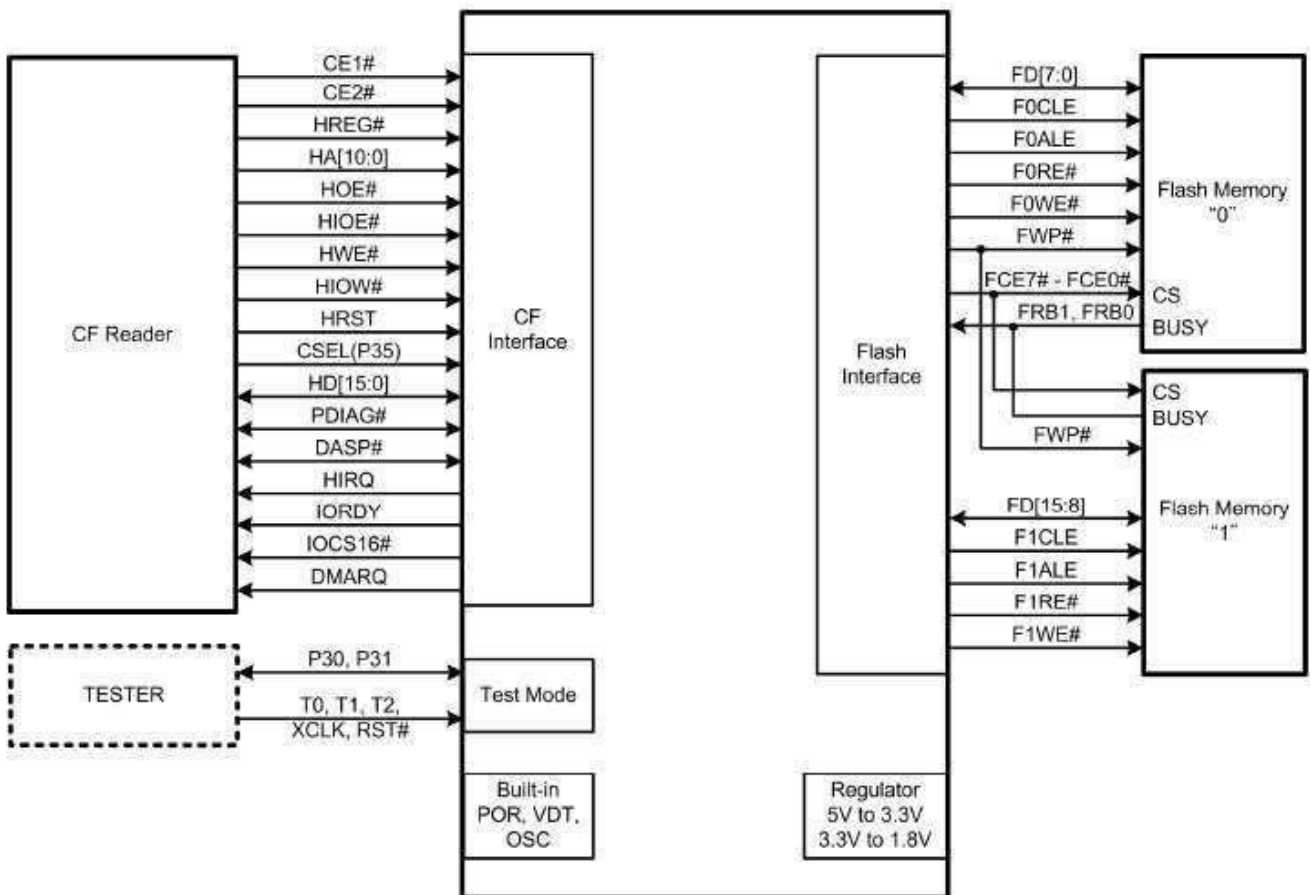 CF Reader
CE1#
CE2#
HREG#
HA[10:0]
HOE#
HIOE#
HWE#
HIOW#
HRST
CSEL(P35)
HD[15:0]
PDIAG#
DASP#
HIRQ
IORDY
IOCS16#
DMARQ
CF
Interface
TESTER
P30, P31
T0, T1, T2,
XCLK, RST#
Test Mode
Built-in
POR, VDT,
OSC
Flash
Interface
Regulator
5V to 3.3V
3.3V to 1.8V
FD[7:0]
F0CLE
F0ALE
F0RE#
F0WE#
FWP#
FCE7# - FCE0#
FRB1, FRB0
Flash Memory
"0"
CS
BUSY
CS
BUSY
FWP#
FD[15:8]
F1CLE
F1ALE
F1RE#
F1WE#
Flash Memory
"1"